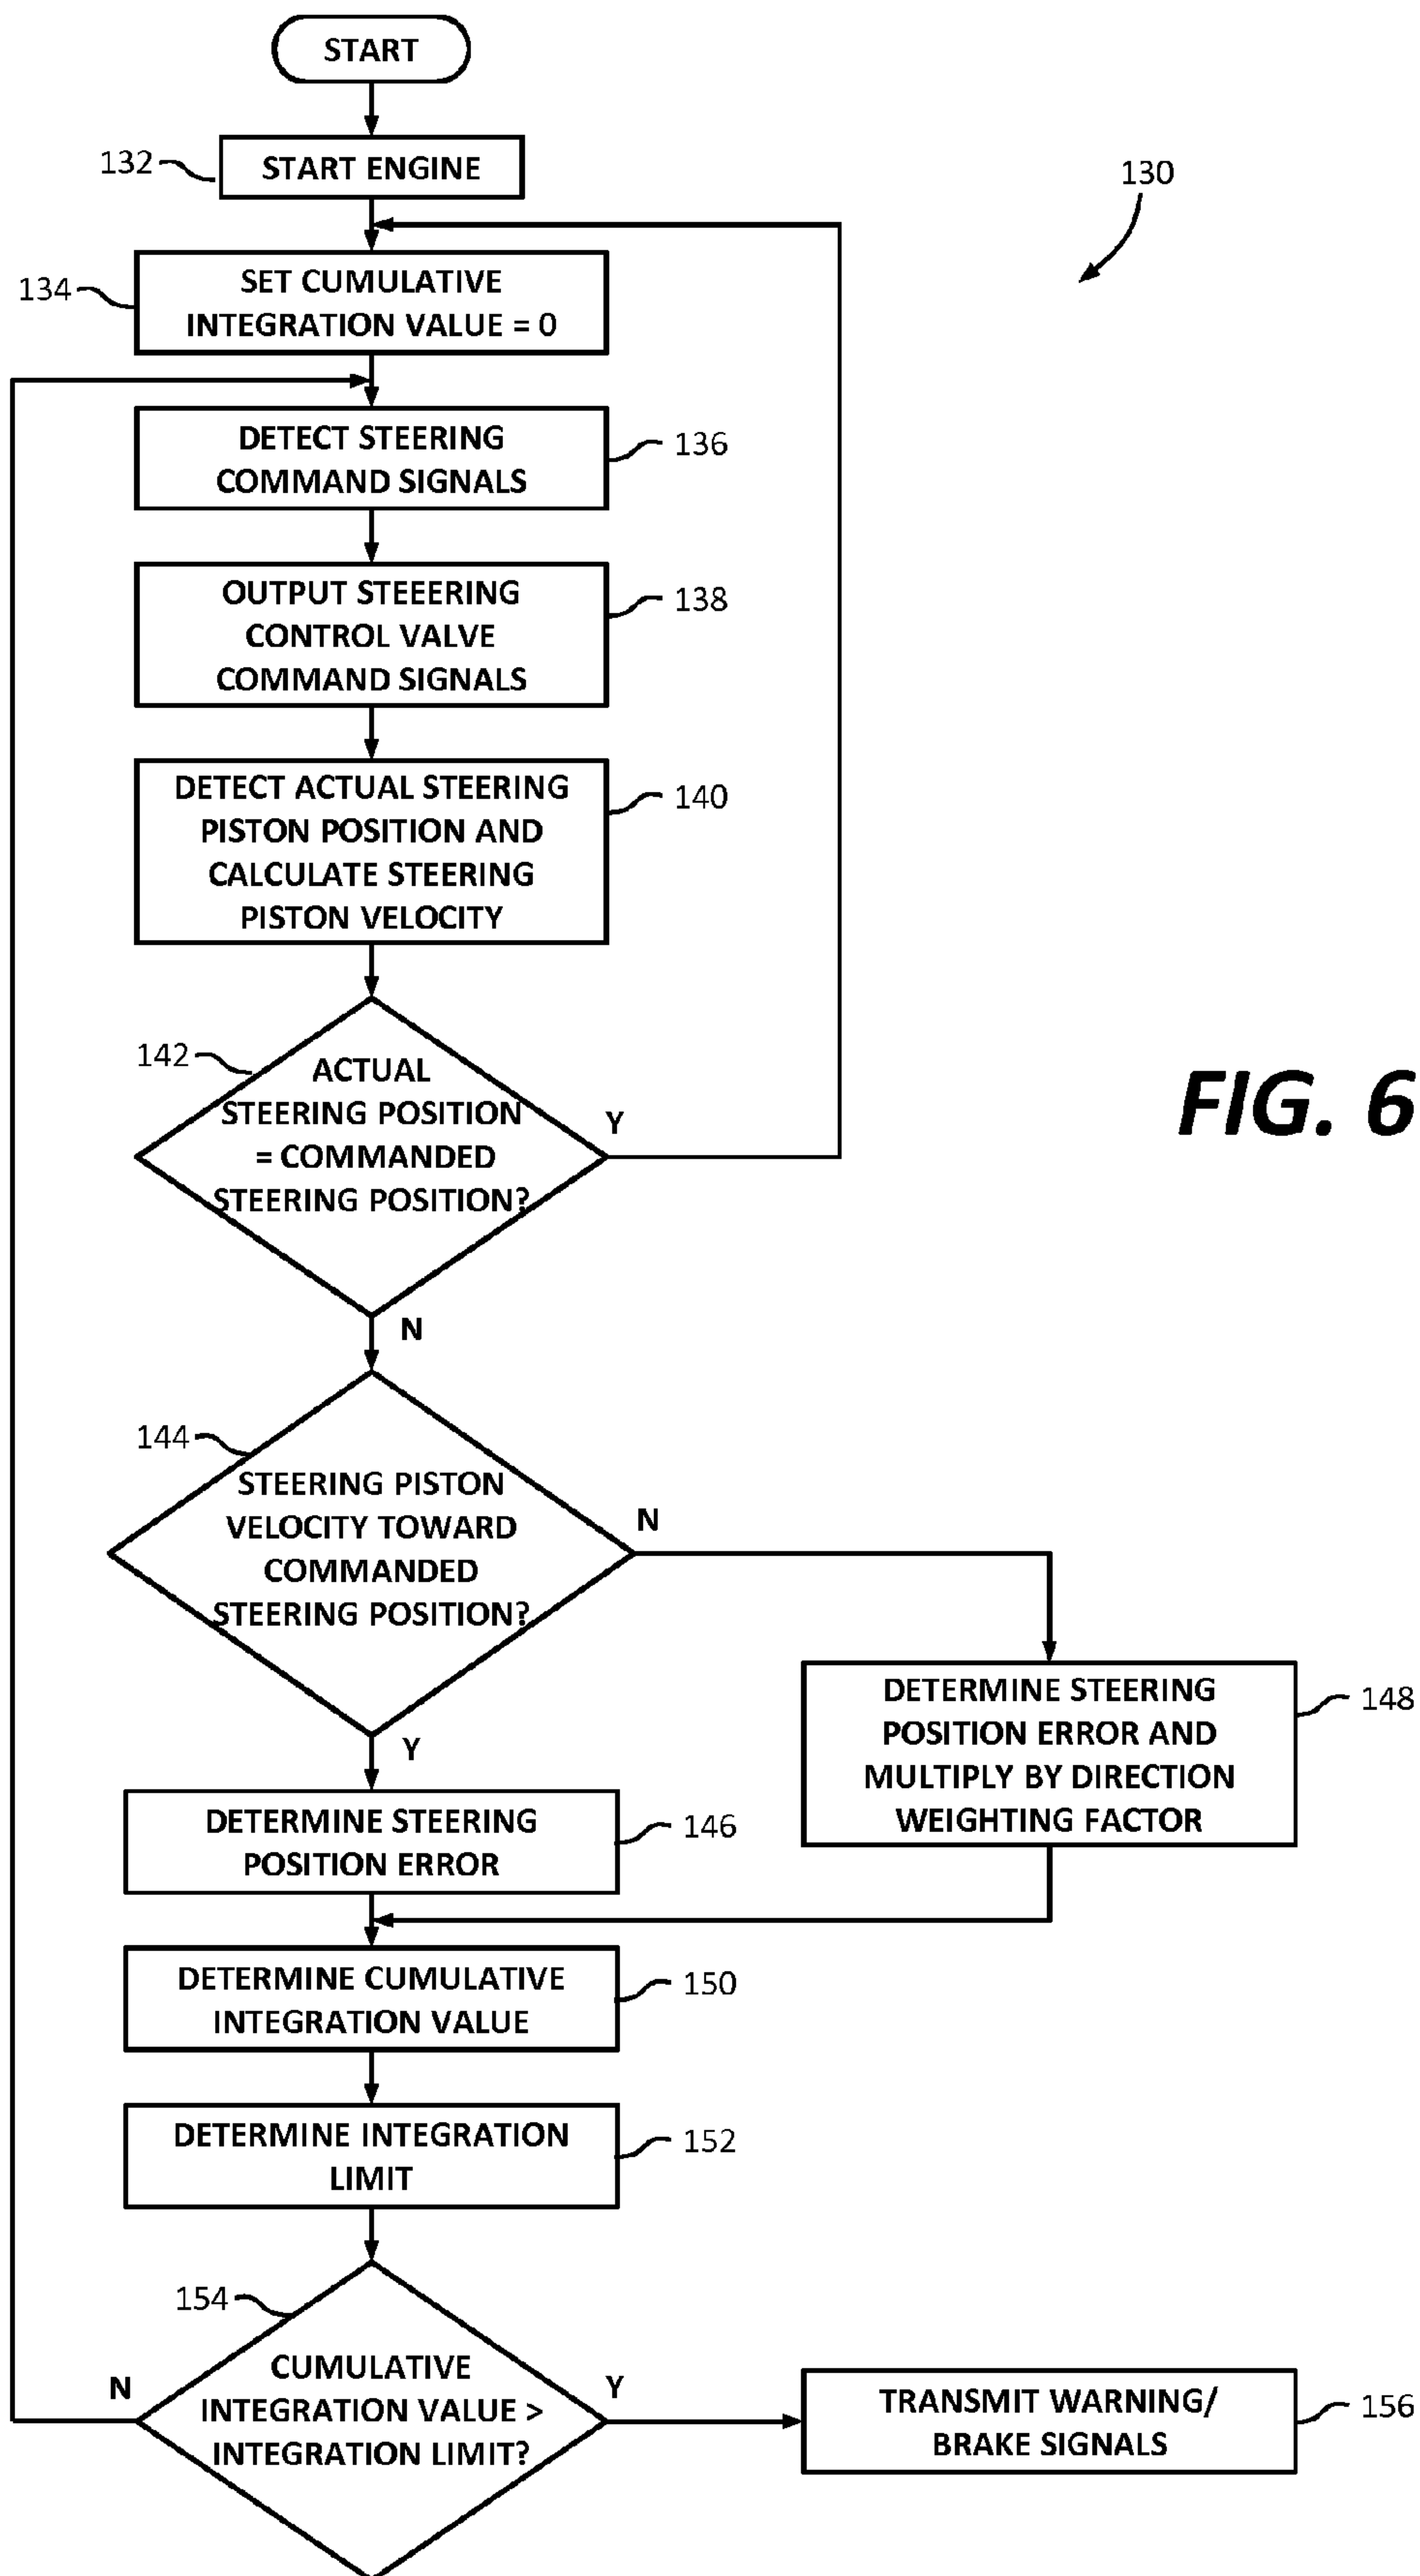 START
132
START ENGINE
130
134
SET CUMULATIVE
INTEGRATION VALUE = 0
DETECT STEERING
COMMAND SIGNALS
136
OUTPUT STEEERING
CONTROL VALVE
COMMAND SIGNALS
138
DETECT ACTUAL STEERING
PISTON POSITION AND
CALCULATE STEERING
PISTON VELOCITY
140
142
ACTUAL
STEERING POSITION
= COMMANDED
STEERING POSITION?
Y
N
FIG. 6
144
STEERING PISTON
VELOCITY TOWARD
COMMANDED
STEERING POSITION?
N
Y
DETERMINE STEERING
POSITION ERROR AND
MULTIPLY BY DIRECTION
WEIGHTING FACTOR
148
DETERMINE STEERING
POSITION ERROR
146
DETERMINE CUMULATIVE
INTEGRATION VALUE
150
DETERMINE INTEGRATION
LIMIT
152
154
CUMULATIVE
INTEGRATION VALUE >
INTEGRATION LIMIT?
N
Y
TRANSMIT WARNING/
BRAKE SIGNALS
156